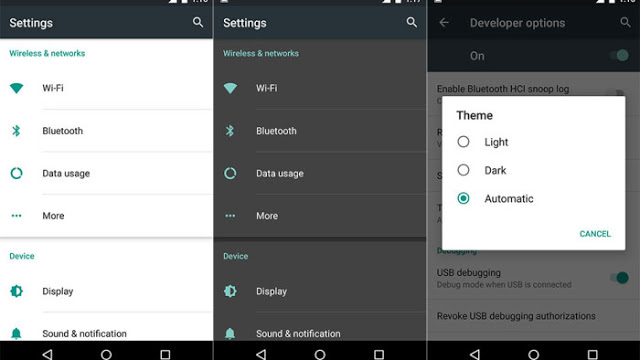 Settings
Wireless & networks
Wi-Fi
Bluetooth
Data usage
More
Device
Display
Sound & notification
Settings
Wireless & networks
Wi-Fi
Bluetooth
Data usage
More
Device
Display
Sound & notification
Developer options
On
Enable Bluetooth HCI snoop log
Theme
Light
Dark
Automatic
CANCEL
Debugging
USB debugging
Debug mode when USB is connected
Revoke USB debugging authorizations